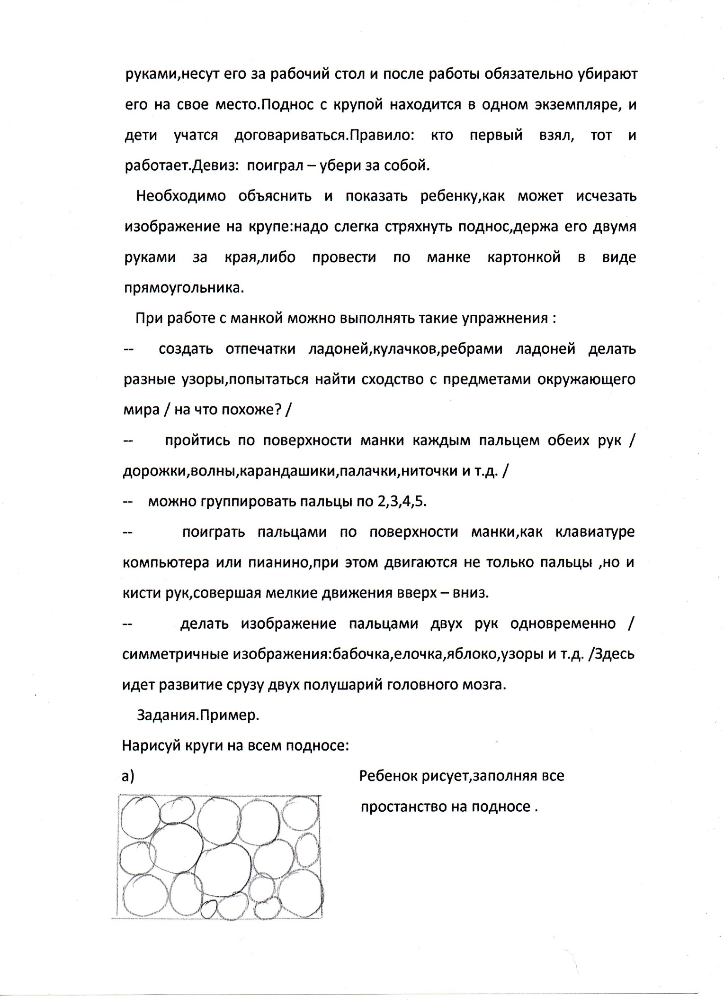 руками,несут его за рабочий стол и после работы обязательно убирают
его на свое место.Поднос с крупой находится в одном экземпляре, и
дети учатся договариваться.Правило: кто первый взял, тот и
работает.Девиз: поиграл – убери за собой.
Необходимо объяснить и показать ребенку,как может исчезать
изображение на крупе:надо слегка стряхнуть поднос,держа его двумя
руками за края,либо провести по манке картонкой в виде
прямоугольника.
При работе с манкой можно выполнять такие упражнения :
-- создать отпечатки ладоней,кулачков,ребрами ладоней делать
разные узоры,попытаться найти сходство с предметами окружающего
мира / на что похоже? /
-- пройтись по поверхности манки каждым пальцем обеих рук /
дорожки,волны,карандашики,палачки,ниточки и т.д. /
-- можно группировать пальцы по 2,3,4,5.
-- поиграть пальцами по поверхности манки,как клавиатуре
компьютера или пианино,при этом двигаются не только пальцы ,но и
кисти рук,совершая мелкие движения вверх – вниз.
-- делать изображение пальцами двух рук одновременно /
симметричные изображения:бабочка,елочка,яблоко,узоры и т.д. /Здесь
идет развитие срузу двух полушарий головного мозга.
Задания.Пример.
Нарисуй круги на всем подносе:
а) Ребенок рисует,заполняя все
простанство на подносе .